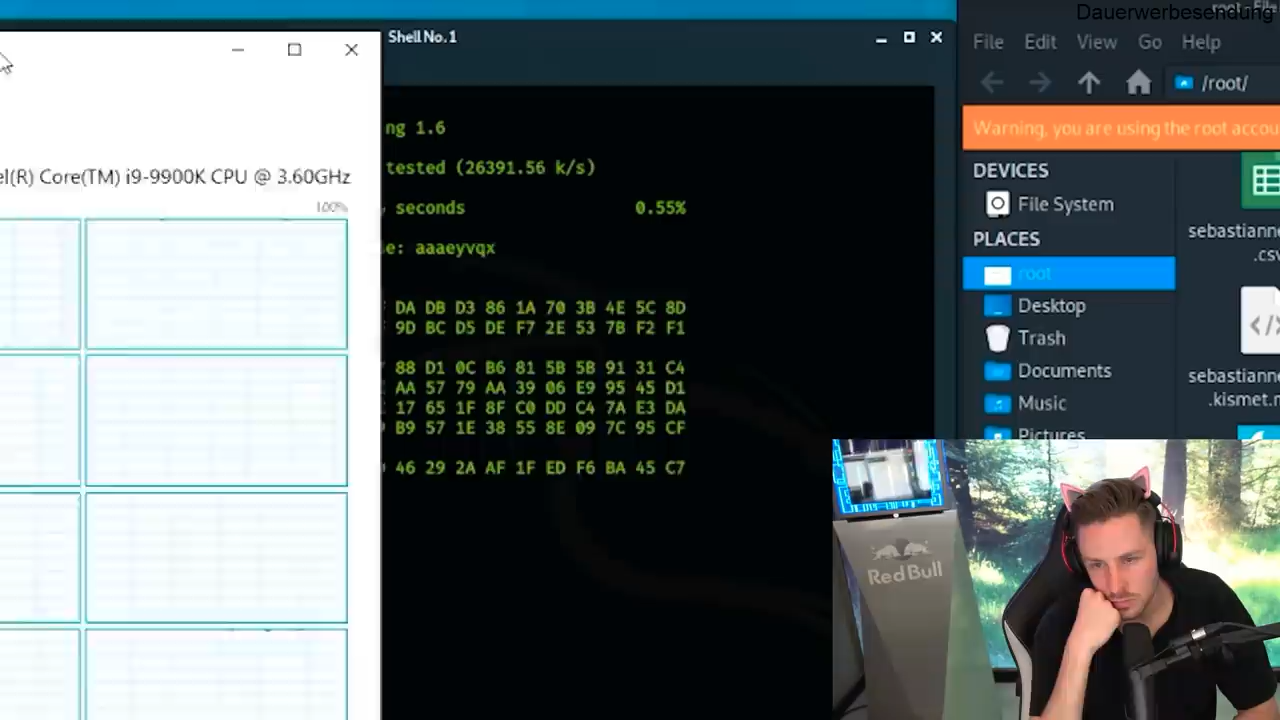 Dauerwerbesendung
Shell No.1
File Edit View Go Help
/root/
ng 1.6
Warning, you are using the root accou
tested (26391.56 k/s)
DEVICES
el(R) Core(TM) i9-9900K CPU @ 3.60GHz
100%
File System
seconds 0.55%
PLACES
sebastianne
.csv
e: aaaeyvqx
root
Desktop
DA DB D3 86 1A 70 3B 4E 5C 8D
9D BC D5 DE F7 2E 53 7B F2 F1
Trash
88 D1 0C B6 81 5B 5B 91 31 C4
Documents
sebastianne
AA 57 79 AA 39 06 E9 95 45 D1
.kismet.n
17 65 1F 8F C0 DD C4 7A E3 DA
Music
B9 57 1E 38 55 8E 09 7C 95 CF
Pictures
46 29 2A AF 1F ED F6 BA 45 C7
Red Bull